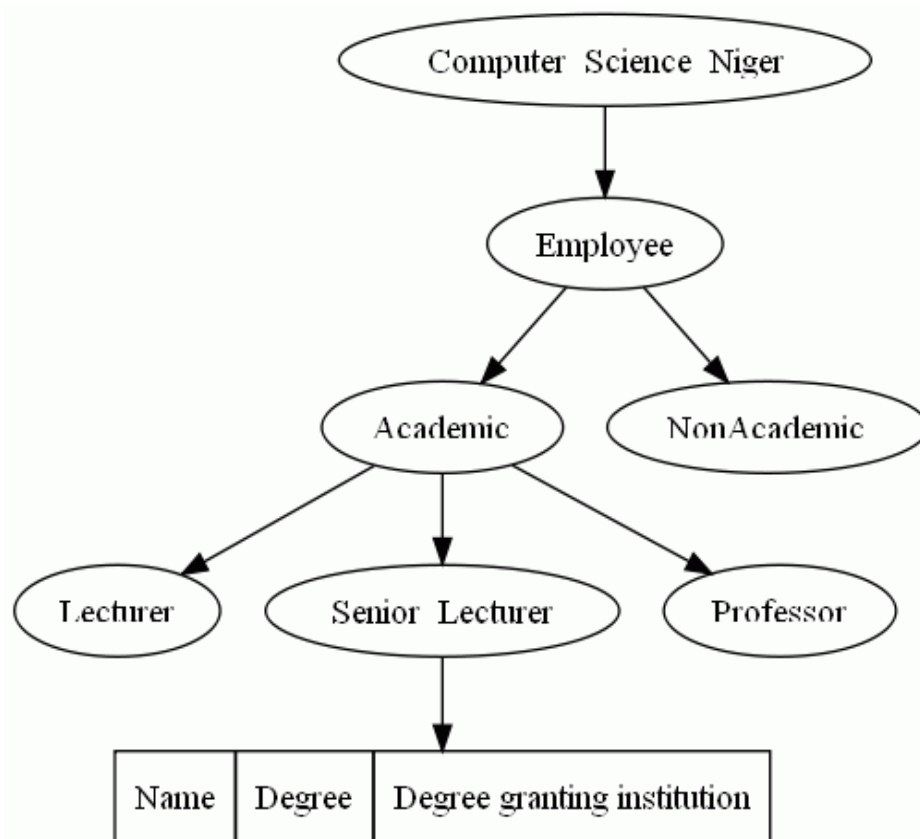 Computer Science Niger
Employee
Academic
NonAcademic
Lecturer
Senior Lecturer
Professor
Name
Degree
Degree granting institution